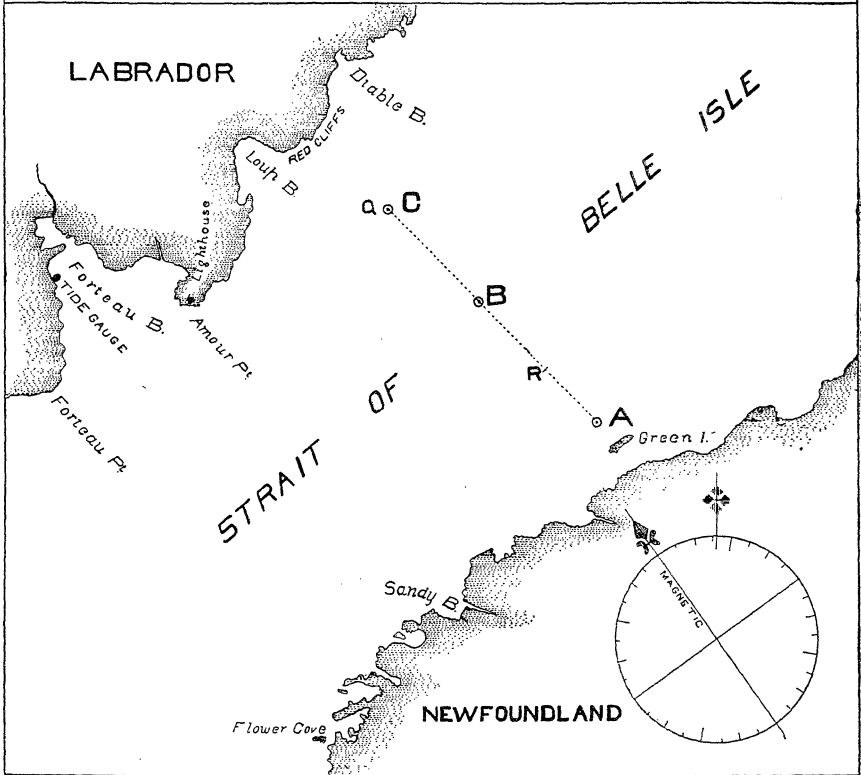 LABRADOR
Diable B.
RED CLIFFS
Loup B.
BELLE ISLE
a C
Lighthouse
Forteau B.
TIDE GAUGE
B
Amour Pt.
R
STRAIT OF
A
Green I.
Forteau Pt.
MAGNETIC
Sandy B.
NEWFOUNDLAND
Flower Cove